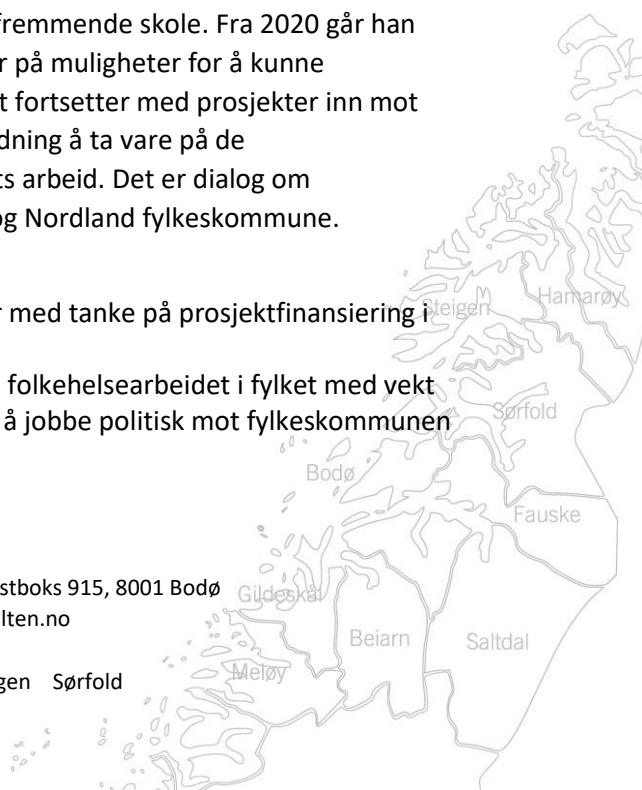 fremmende skole. Fra 2020 går han
r på muligheter for å kunne
t fortsetter med prosjekter inn mot
dning å ta vare på de
ts arbeid. Det er dialog om
og Nordland fylkeskommune.
r med tanke på prosjektfinansiering i
folkehelsearbeidet i fylket med vekt
å jobbe politisk mot fylkeskommunen
stboks 915, 8001 Bodø
lten.no
gen Sørfold
Steigen
Hamarøy
Sørfold
Bodø
Fauske
Gildeskål
Beiarn
Saltdal
Meløy